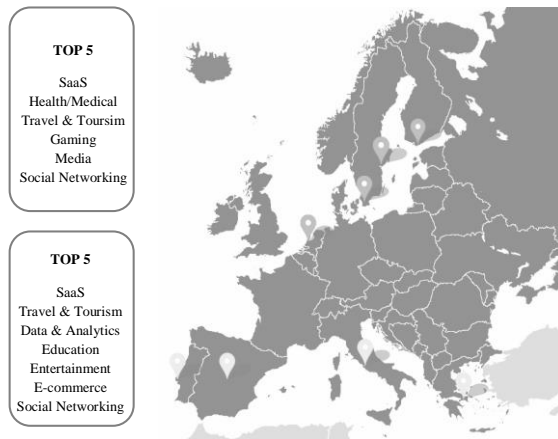 TOP 5
SaaS
Health/Medical
Travel & Toursim
Gaming
Media
Social Networking
TOP 5
SaaS
Travel & Tourism
Data & Analytics
Education
Entertainment
E-commerce
Social Networking